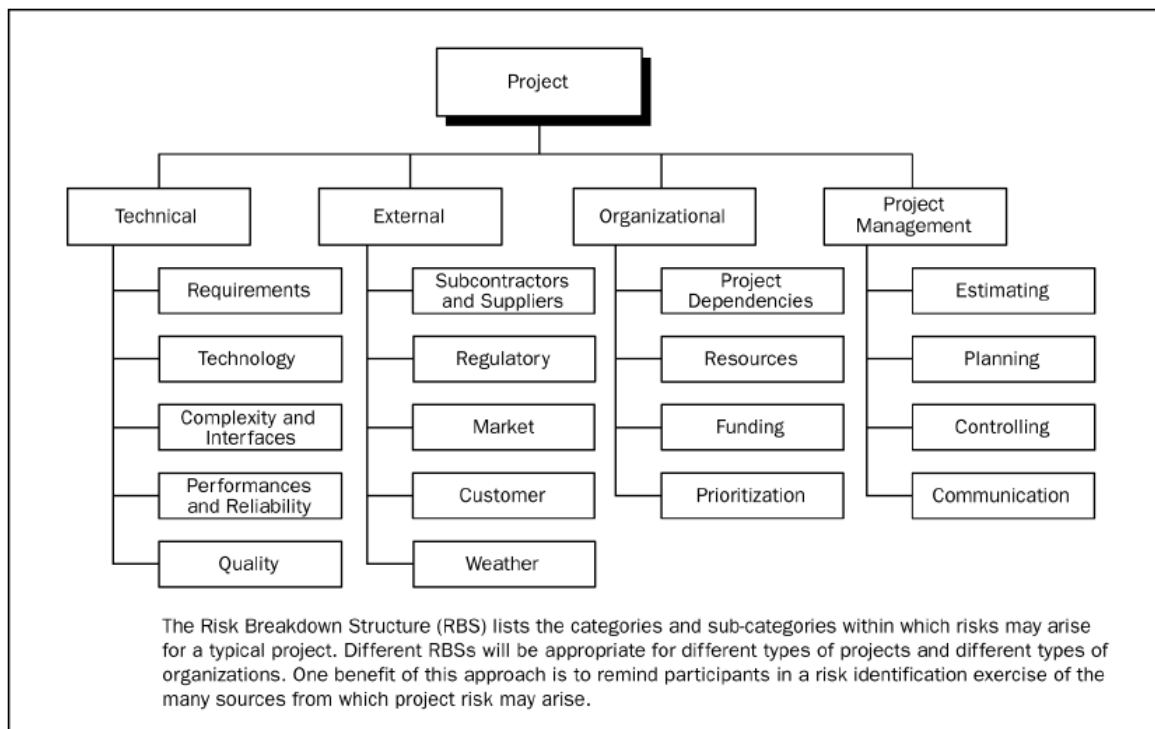 Project
Technical
External
Organizational
Project
Management
Requirements
Technology
Complexity and
Interfaces
Performances
and Reliability
Quality
Subcontractors
and Suppliers
Regulatory
Market
Customer
Weather
Project
Dependencies
Resources
Funding
Prioritization
Estimating
Planning
Controlling
Communication
The Risk Breakdown Structure (RBS) lists the categories and sub-categories within which risks may arise
for a typical project. Different RBSs will be appropriate for different types of projects and different types of
organizations. One benefit of this approach is to remind participants in a risk identification exercise of the
many sources from which project risk may arise.